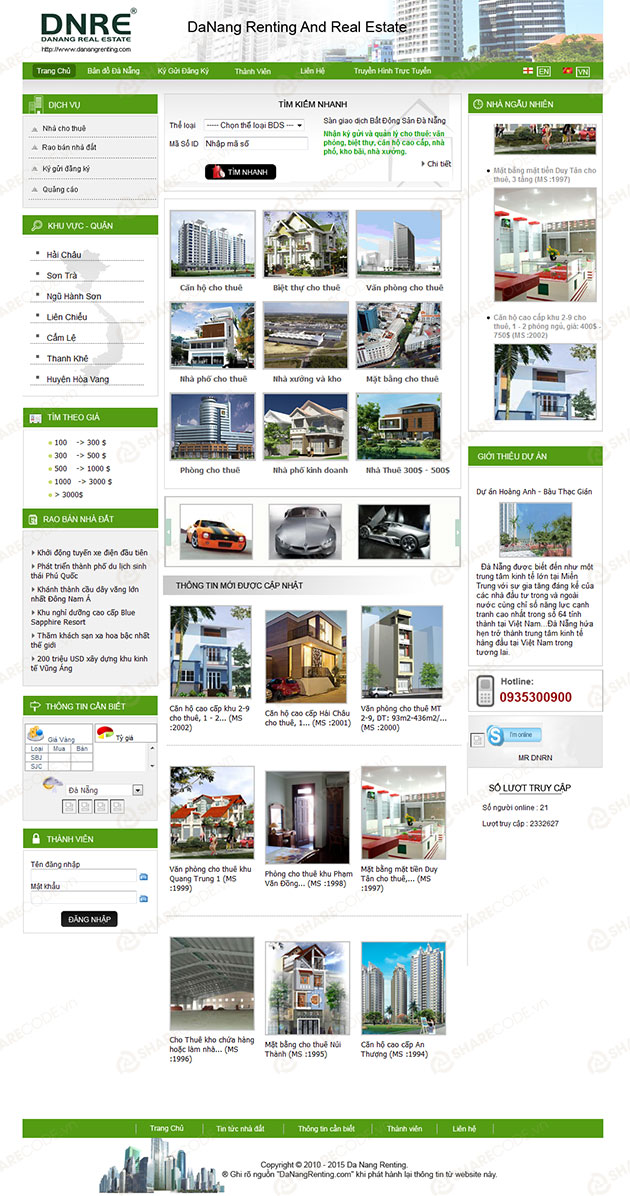 DNRE®
DANANG REAL ESTATE
http://www.danangrenting.com
DaNang Renting And Real Estate
Trang Chủ
Bản đồ Đà Nẵng
Ký Gửi Đăng Ký
Thành Viên
Liên Hệ
Truyền Hình Trực Tuyến
EN
VN
DỊCH VỤ
Nhà cho thuê
Rao bán nhà đất
Ký gửi đăng ký
Quảng cáo
KHU VỰC - QUẬN
Hải Châu
Sơn Trà
Ngũ Hành Sơn
Liên Chiểu
Cẩm Lệ
Thanh Khê
Huyện Hòa Vang
TÌM THEO GIÁ
100 -> 300 $
300 -> 500 $
500 -> 1000 $
1000 -> 3000 $
> 3000$
RAO BÁN NHÀ ĐẤT
Khởi động tuyến xe điện đầu tiên
Phát triển thành phố du lịch sinh
thái Phú Quốc
Khánh thành cầu dây văng lớn
nhất Đông Nam Á
Khu nghỉ dưỡng cao cấp Blue
Sapphire Resort
Thăm khách sạn xa hoa bậc nhất
thế giới
200 triệu USD xây dựng khu kinh
tế Vũng Áng
THÔNG TIN CẦN BIẾT
Giá Vàng
Tỷ giá
Loại Mua Bán
SBJ
SJC
Đà Nẵng
THÀNH VIÊN
Tên đăng nhập
Mật khẩu
ĐĂNG NHẬP
TÌM KIẾM NHANH
Thể loại
----- Chọn thể loại BDS ---
Mã Số ID
Nhập mã số
TÌM NHANH
Sàn giao dịch Bất Động Sản Đà Nẵng
Nhận ký gửi và quản lý cho thuê: văn
phòng, biệt thự, căn hộ cao cấp, nhà
phố, kho bãi, nhà xưởng.
Chi tiết
Căn hộ cho thuê
Biệt thự cho thuê
Văn phòng cho thuê
Nhà phố cho thuê
Nhà xưởng và kho
Mặt bằng cho thuê
Phòng cho thuê
Nhà phố kinh doanh
Nhà Thuê 300$ - 500$
THÔNG TIN MỚI ĐƯỢC CẬP NHẬT
Căn hộ cao cấp khu 2-9
cho thuê, 1 - 2... (MS
:2002)
Căn hộ cao cấp Hải Châu
cho thuê, 1... (MS :2001)
Văn phòng cho thuê MT
2-9, DT: 93m2-436m2/...
(MS :2000)
Văn phòng cho thuê khu
Quang Trung 1 (MS
:1999)
Phòng cho thuê khu Phạm
Văn Đồng... (MS :1998)
Mặt bằng mặt tiền Duy
Tân cho thuê,... (MS
:1997)
Cho Thuê kho chứa hàng
hoặc làm nhà... (MS
:1996)
Mặt bằng cho thuê Núi
Thành (MS :1995)
Căn hộ cao cấp An
Thượng (MS :1994)
NHÀ NGẪU NHIÊN
Mặt bằng mặt tiền Duy Tân cho
thuê, 3 tầng (MS :1997)
Căn hộ cao cấp khu 2-9 cho
thuê, 1 - 2 phòng ngủ, giá: 400$ -
750$ (MS :2002)
GIỚI THIỆU DỰ ÁN
Dự án Hoàng Anh - Bàu Thạc Gián
Đà Nẵng được biết đến như một
trung tâm kinh tế lớn tại Miền
Trung với sự gia tăng đáng kể của
các nhà đầu tư trong và ngoài
nước cùng chỉ số năng lực cạnh
tranh cao nhất trong số 64 tỉnh
thành tại Việt Nam...Đà Nẵng hứa
hẹn trở thành trung tâm kinh tế
hàng đầu tại Việt Nam trong
tương lai.
Hotline:
0935300900
I'm online
MR DNRN
SỐ LƯỢT TRUY CẬP
Số người online : 21
Lượt truy cập : 2332627
Trang Chủ
Tin tức nhà đất
Thông tin cần biết
Thành viên
Liên hệ
Copyright © 2010 - 2015 Da Nang Renting.
® Ghi rõ nguồn "DaNangRenting.com" khi phát hành lại thông tin từ website này.
SHARECODE.vn